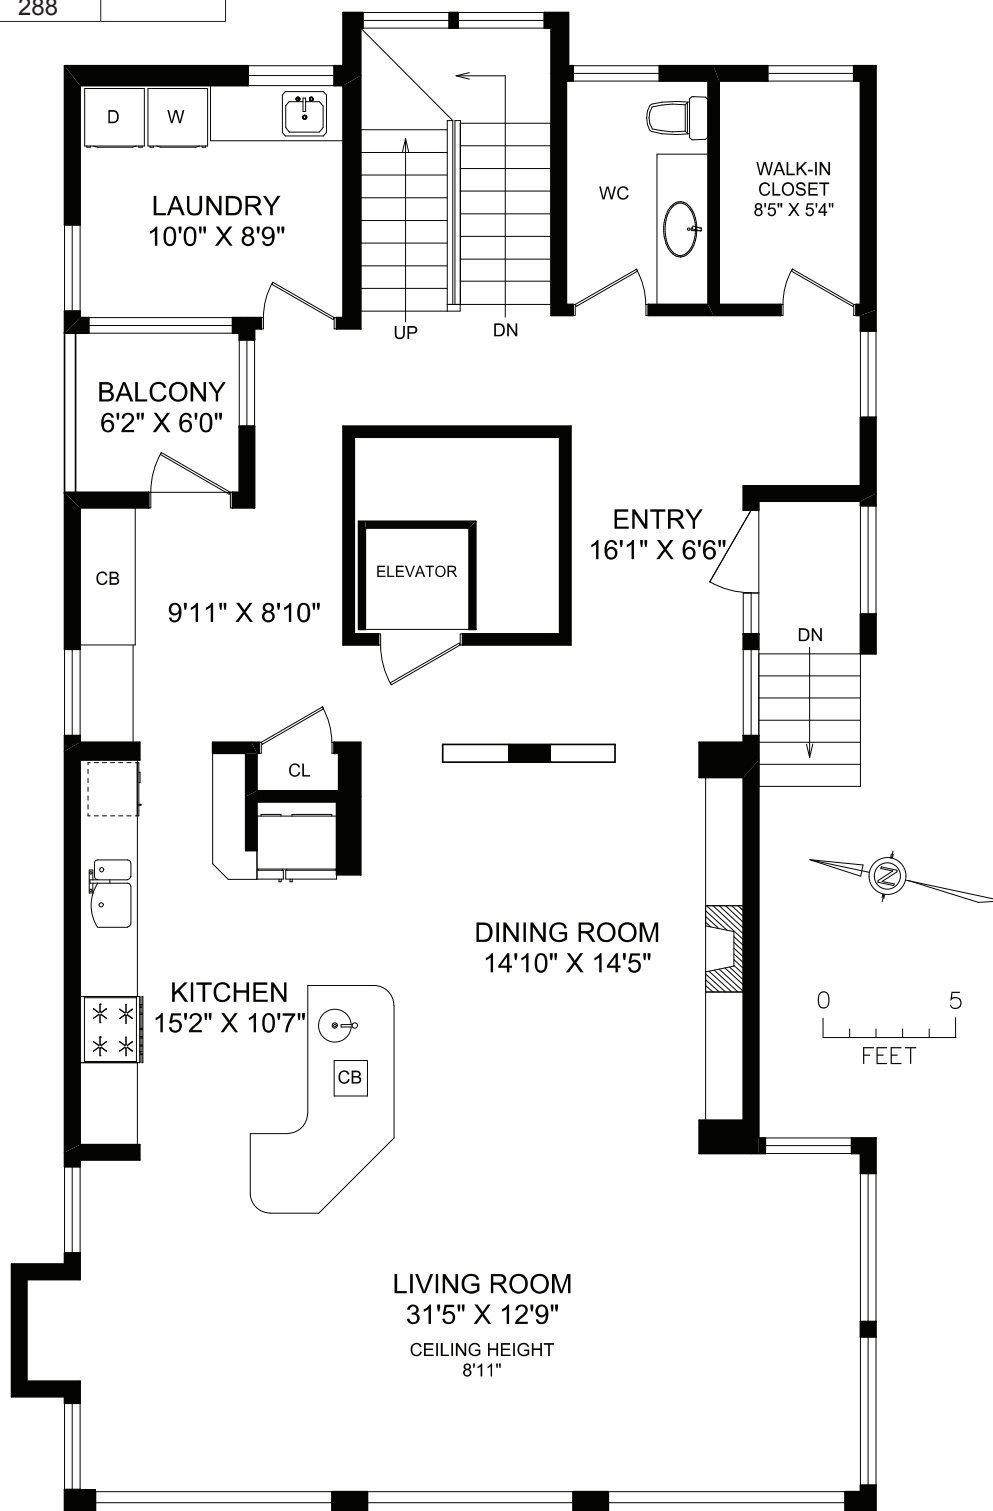 288
D
W
LAUNDRY
10'0" X 8'9"
UP
DN
WC
WALK-IN
CLOSET
8'5" X 5'4"
BALCONY
6'2" X 6'0"
CB
9'11" X 8'10"
ELEVATOR
ENTRY
16'1" X 6'6"
DN
CL
DINING ROOM
14'10" X 14'5"
N
KITCHEN
15'2" X 10'7"
CB
0 5
FEET
LIVING ROOM
31'5" X 12'9"
CEILING HEIGHT
8'11"